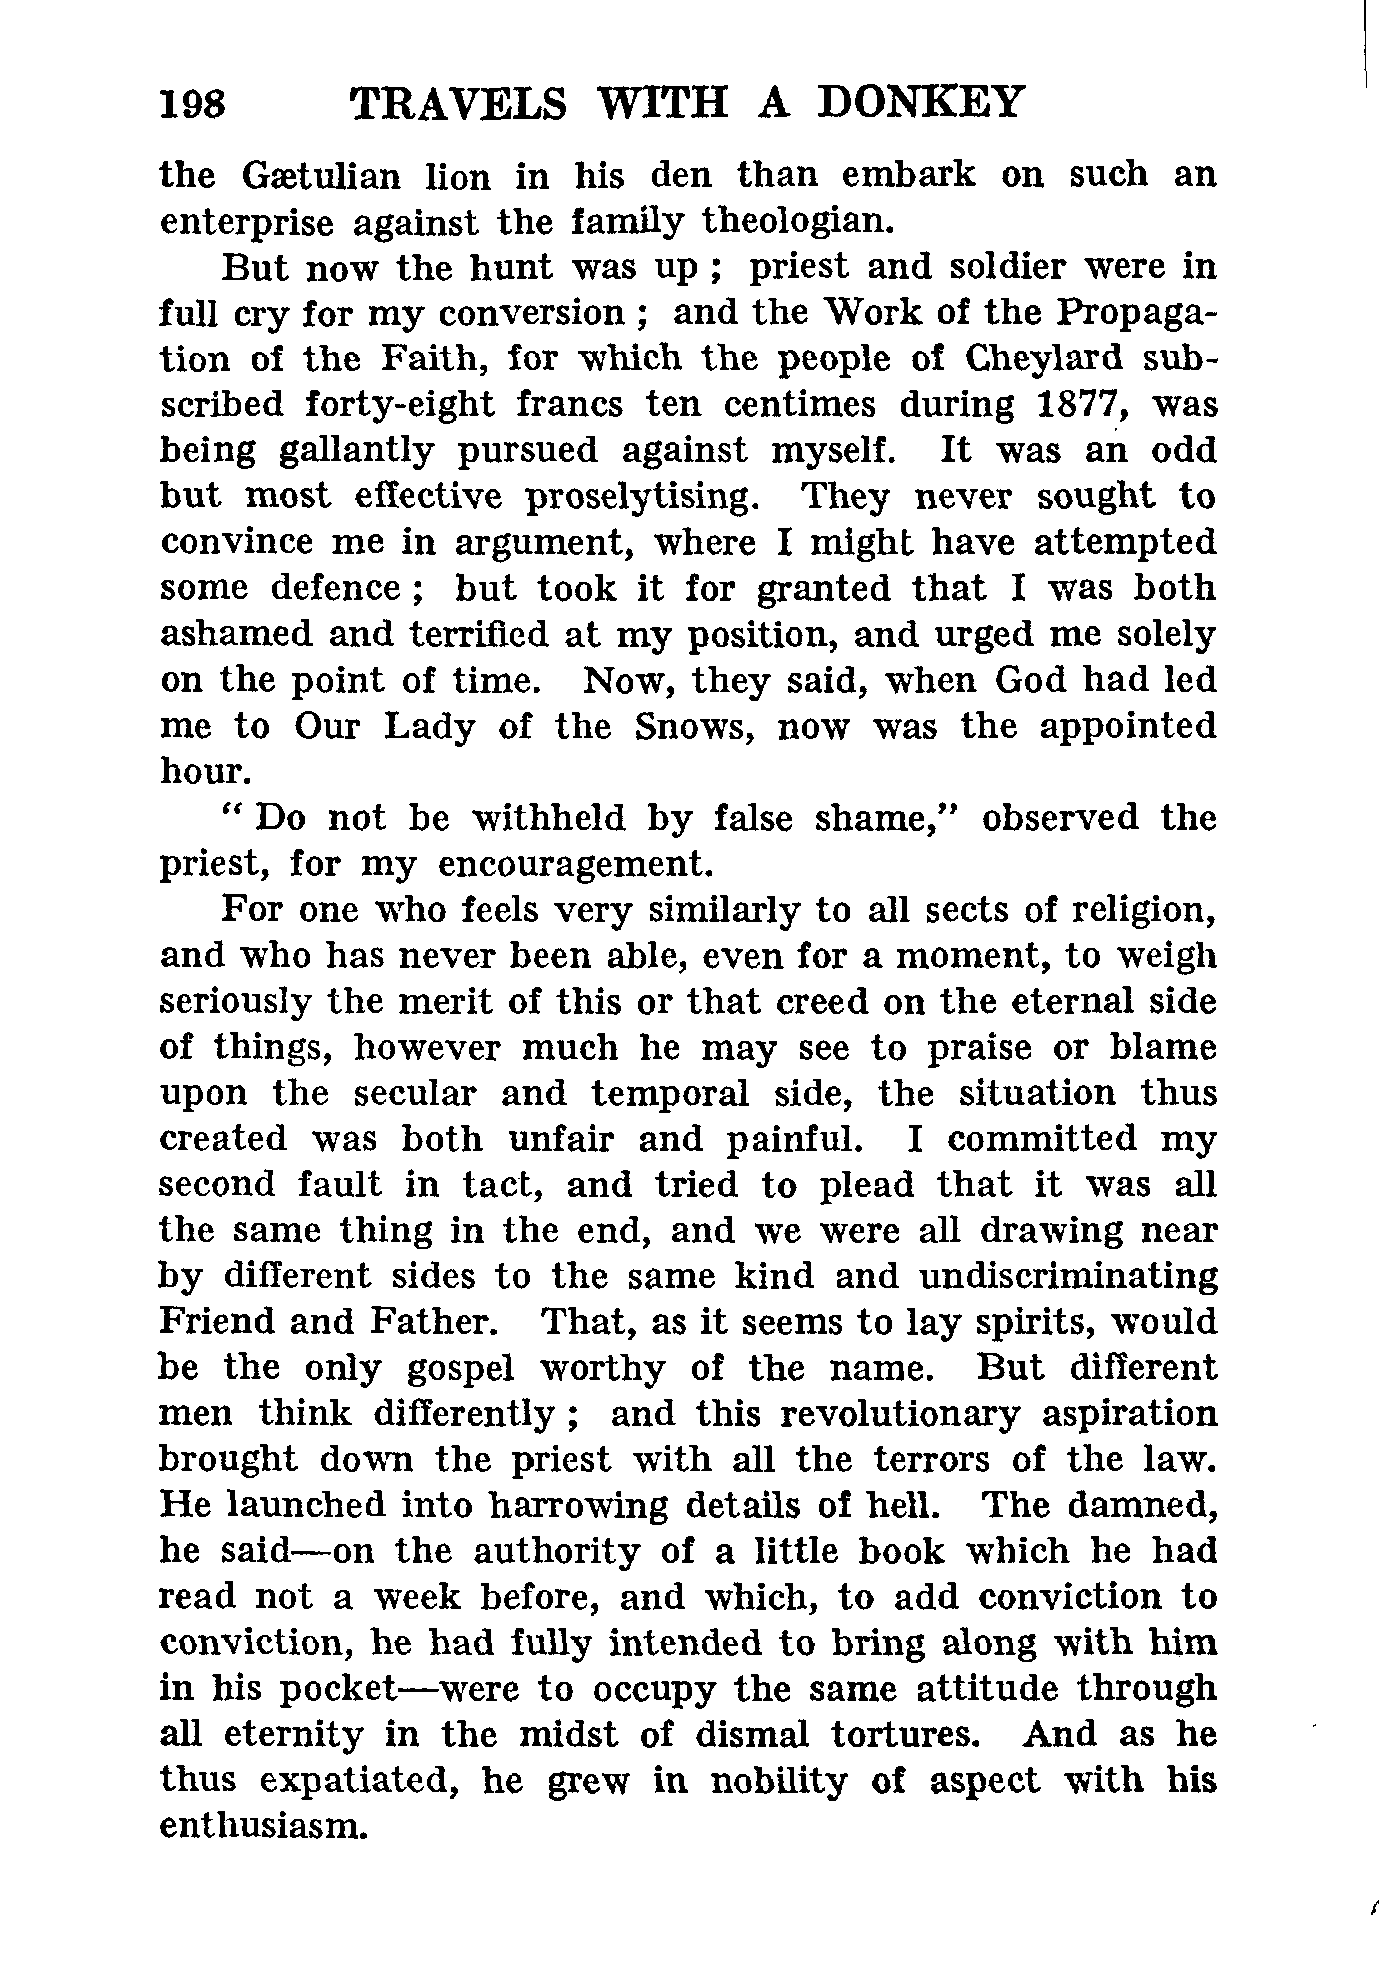 198 TRAVELS WITH A DONKEY
the Gætulian lion in his den than embark on such an
enterprise against the family theologian.
But now the hunt was up ; priest and soldier were in
full cry for my conversion ; and the Work of the Propaga-
tion of the Faith, for which the people of Cheylard sub-
scribed forty-eight francs ten centimes during 1877, was
being gallantly pursued against myself. It was an odd
but most effective proselytising. They never sought to
convince me in argument, where I might have attempted
some defence ; but took it for granted that I was both
ashamed and terrified at my position, and urged me solely
on the point of time. Now, they said, when God had led
me to Our Lady of the Snows, now was the appointed
hour.
“ Do not be withheld by false shame,” observed the
priest, for my encouragement.
For one who feels very similarly to all sects of religion,
and who has never been able, even for a moment, to weigh
seriously the merit of this or that creed on the eternal side
of things, however much he may see to praise or blame
upon the secular and temporal side, the situation thus
created was both unfair and painful. I committed my
second fault in tact, and tried to plead that it was all
the same thing in the end, and we were all drawing near
by different sides to the same kind and undiscriminating
Friend and Father. That, as it seems to lay spirits, would
be the only gospel worthy of the name. But different
men think differently ; and this revolutionary aspiration
brought down the priest with all the terrors of the law.
He launched into harrowing details of hell. The damned,
he said—on the authority of a little book which he had
read not a week before, and which, to add conviction to
conviction, he had fully intended to bring along with him
in his pocket—were to occupy the same attitude through
all eternity in the midst of dismal tortures. And as he
thus expatiated, he grew in nobility of aspect with his
enthusiasm.